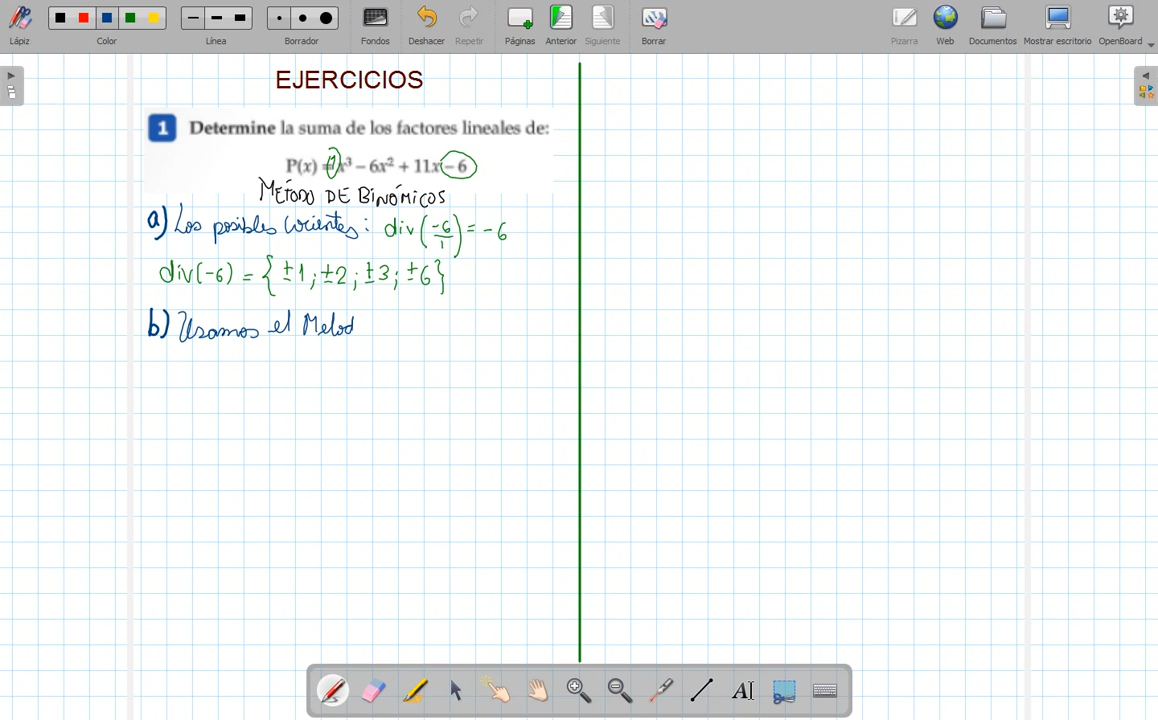 Lápiz Color Línea Borrador Fondos Deshacer Repetir Páginas Anterior Siguiente Borrar Pizarra Web Documentos Mostrar escritorio OpenBoard
EJERCICIOS
1 Determine la suma de los factores lineales de:
P(x) = 1x³ − 6x² + 11x − 6
MÉTODO DE BINÓMICOS
a) Los posibles cocientes : div(-6/1) = -6
div(-6) = { ±1 ; ±2 ; ±3 ; ±6 }
b) Usamos el Metod